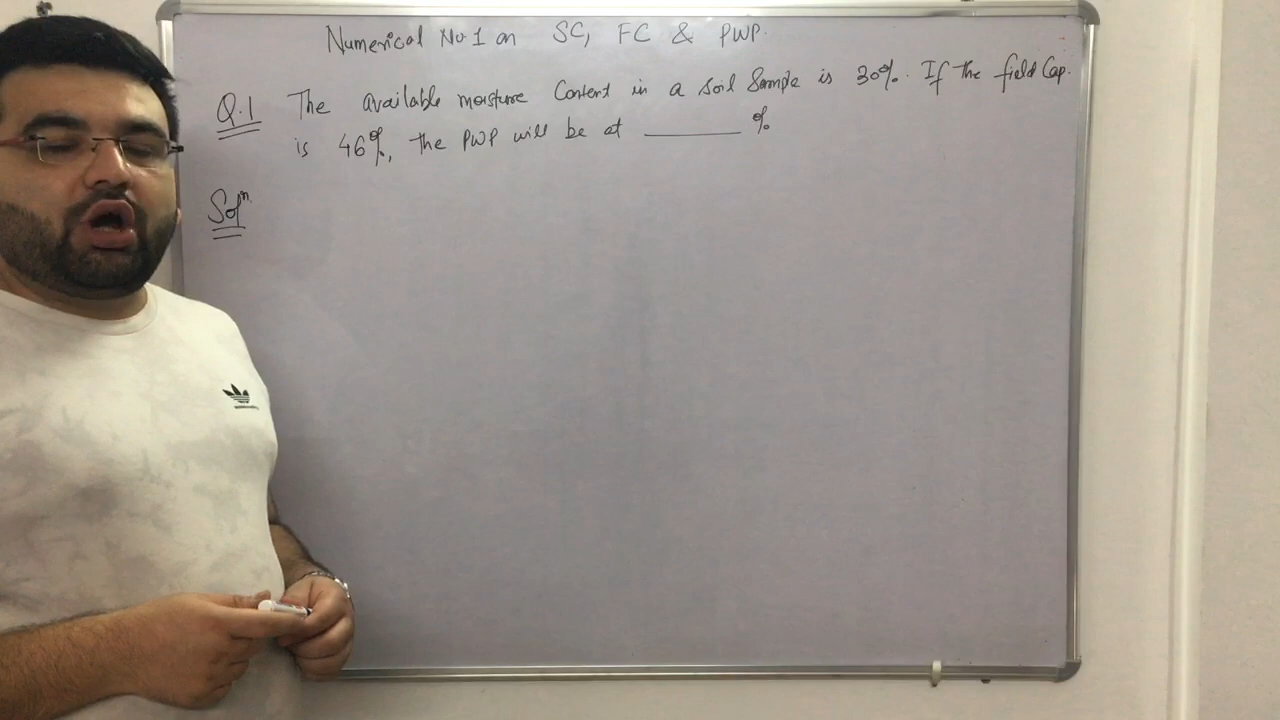 Numerical No 1 on SC, FC & PWP.
Q.1 The available moisture Content in a soil Sample is 30%. If the field Cap.
is 46%, the PWP will be at ______ %
Solⁿ.